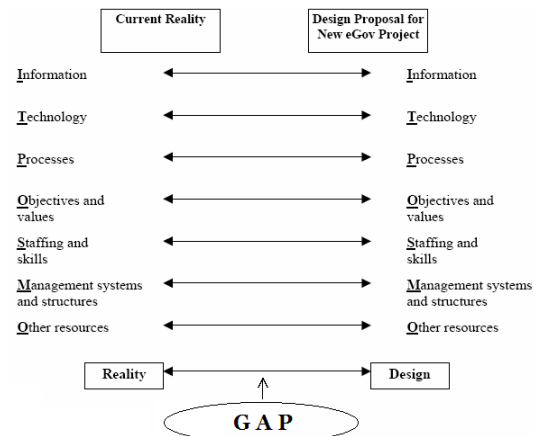 Current Reality
Design Proposal for
New eGov Project
Information
Information
Technology
Technology
Processes
Processes
Objectives and
values
Objectives and
values
Staffing and
skills
Staffing and
skills
Management systems
and structures
Management systems
and structures
Other resources
Other resources
Reality
Design
G A P